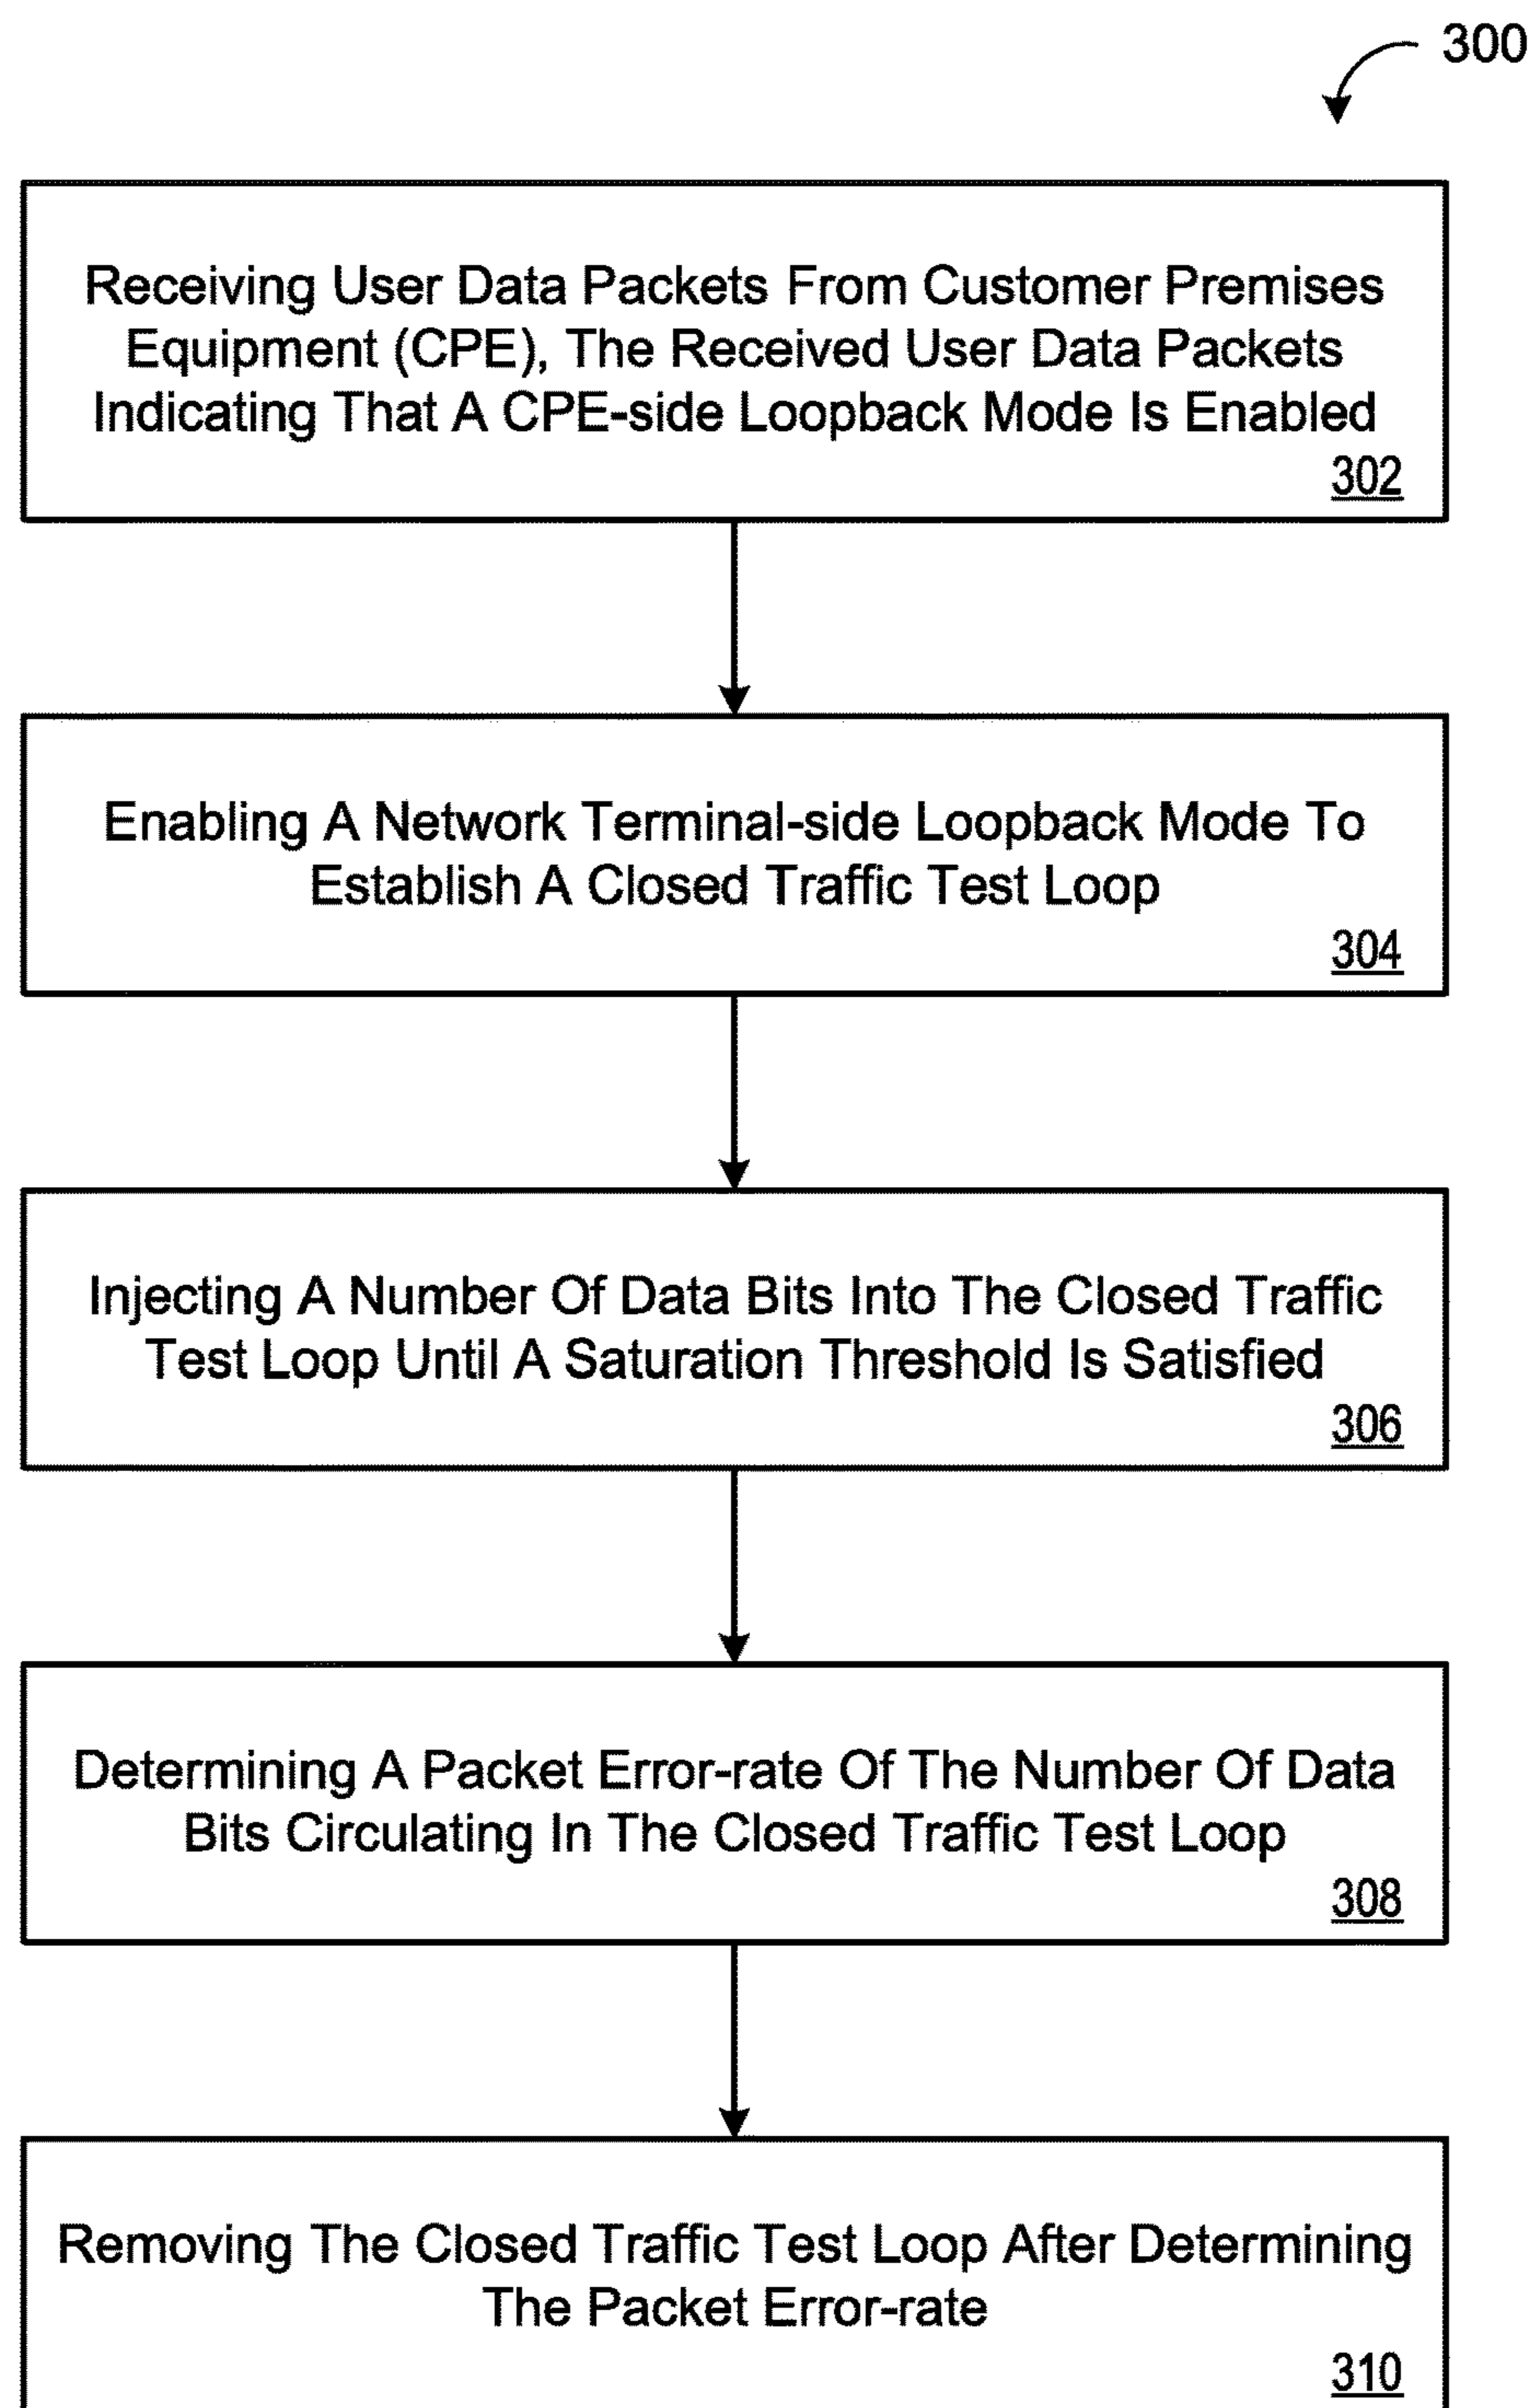 300
Receiving User Data Packets From Customer Premises
Equipment (CPE), The Received User Data Packets
Indicating That A CPE-side Loopback Mode Is Enabled
302
Enabling A Network Terminal-side Loopback Mode To
Establish A Closed Traffic Test Loop
304
Injecting A Number Of Data Bits Into The Closed Traffic
Test Loop Until A Saturation Threshold Is Satisfied
306
Determining A Packet Error-rate Of The Number Of Data
Bits Circulating In The Closed Traffic Test Loop
308
Removing The Closed Traffic Test Loop After Determining
The Packet Error-rate
310